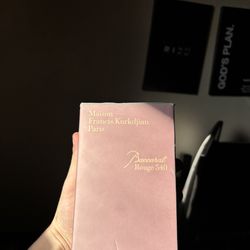 GOD'S PLAN.
Maison
Francis Kurkdjian
Paris
Baccarat
Rouge 540